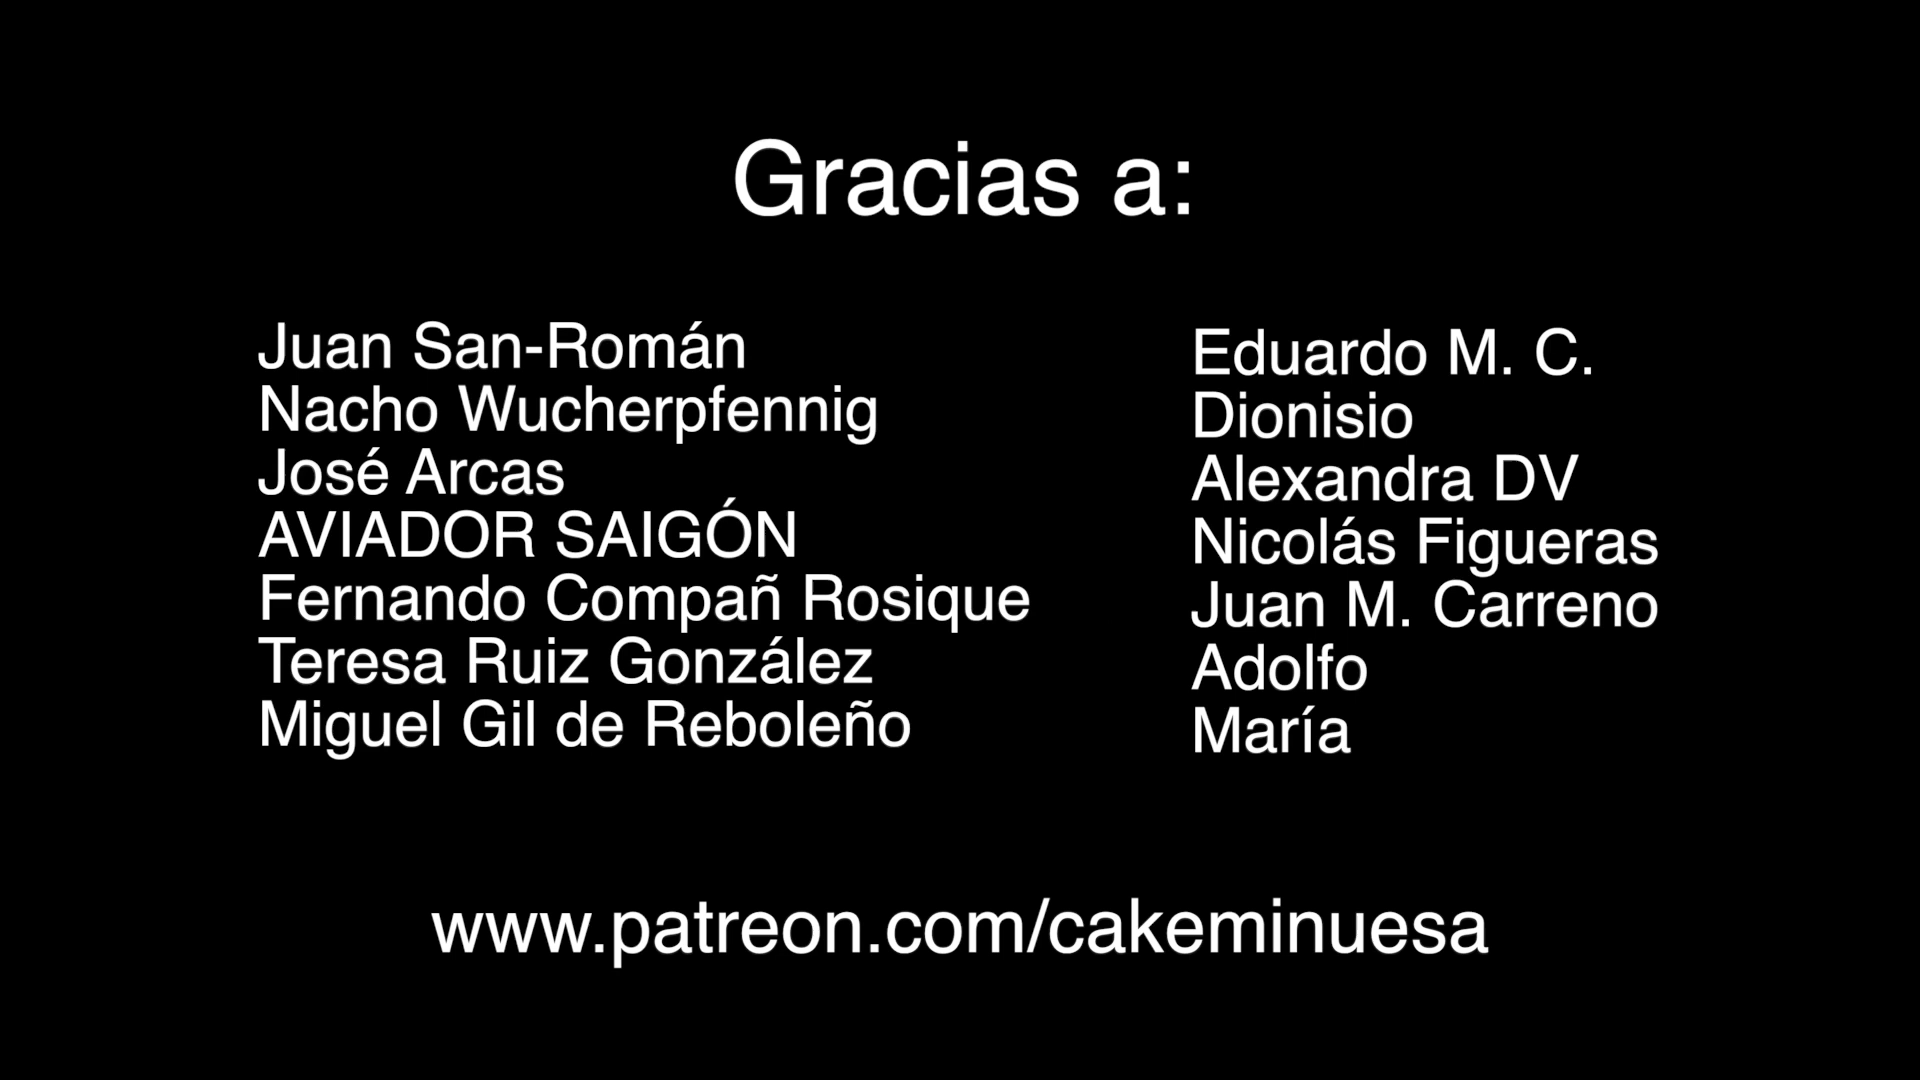 Gracias a:
Juan San-Román
Nacho Wucherpfennig
José Arcas
AVIADOR SAIGÓN
Fernando Compañ Rosique
Teresa Ruiz González
Miguel Gil de Reboleño
Eduardo M. C.
Dionisio
Alexandra DV
Nicolás Figueras
Juan M. Carreno
Adolfo
María
www.patreon.com/cakeminuesa